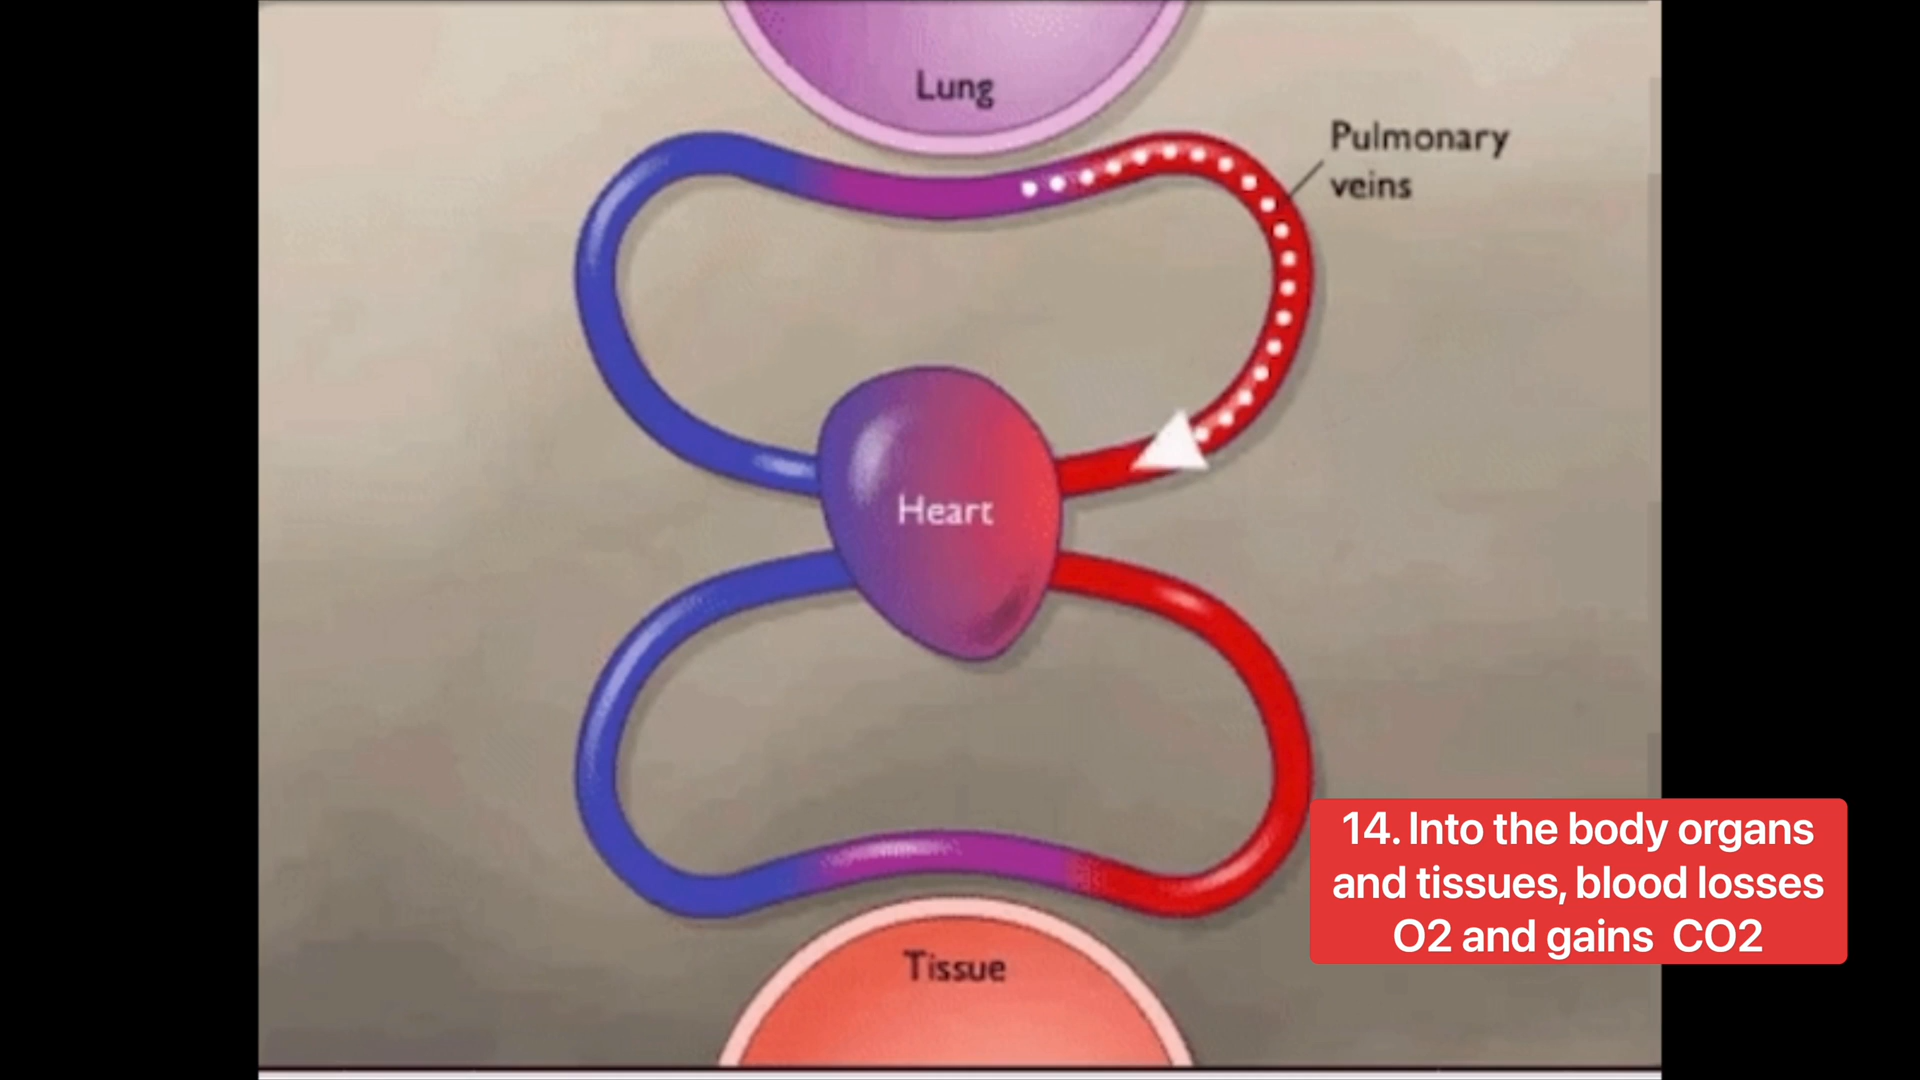 Lung
Pulmonary
veins
Heart
14. Into the body organs
and tissues, blood losses
O2 and gains  CO2
Tissue